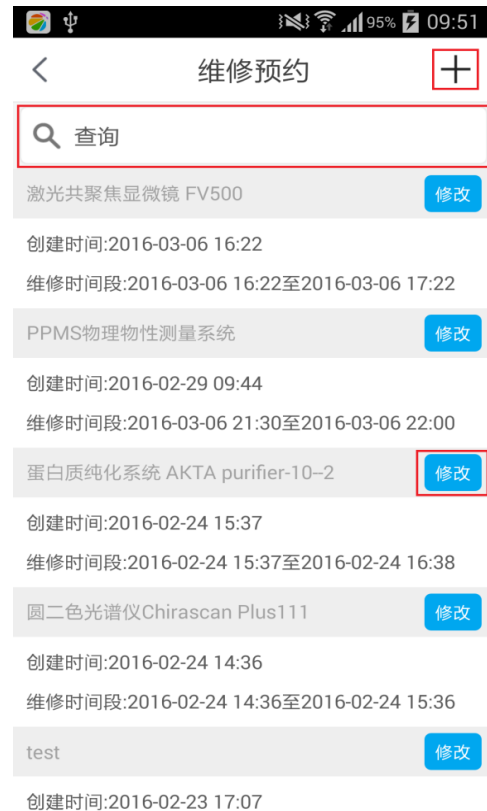 95% 09:51
维修预约
查询
激光共聚焦显微镜 FV500 修改
创建时间:2016-03-06 16:22
维修时间段:2016-03-06 16:22至2016-03-06 17:22
PPMS物理物性测量系统 修改
创建时间:2016-02-29 09:44
维修时间段:2016-03-06 21:30至2016-03-06 22:00
蛋白质纯化系统 AKTA purifier-10--2 修改
创建时间:2016-02-24 15:37
维修时间段:2016-02-24 15:37至2016-02-24 16:38
圆二色光谱仪Chirascan Plus111 修改
创建时间:2016-02-24 14:36
维修时间段:2016-02-24 14:36至2016-02-24 15:36
test 修改
创建时间:2016-02-23 17:07